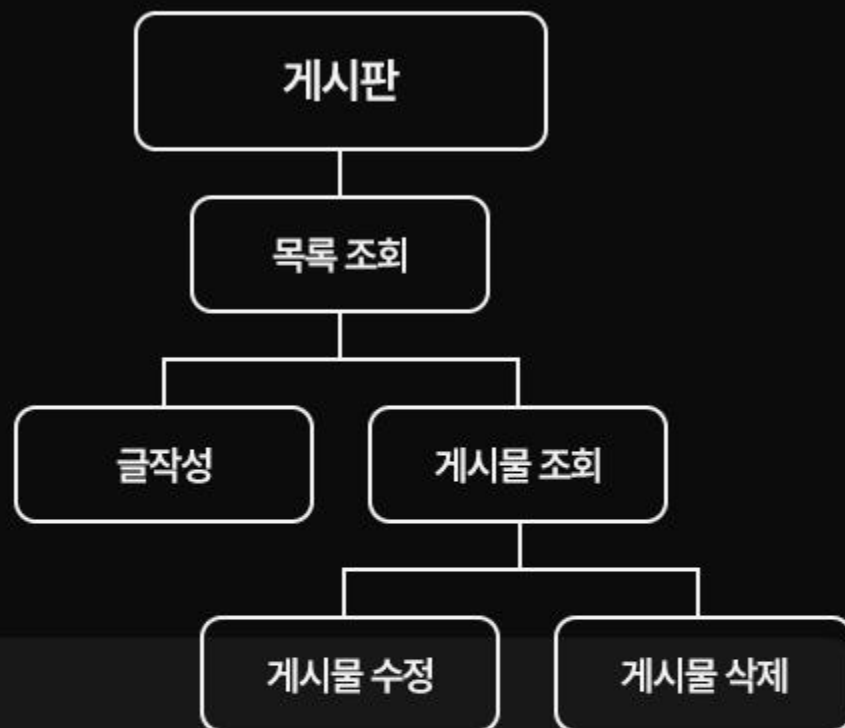 게시판
목록 조회
글작성
게시물 조회
게시물 수정
게시물 삭제